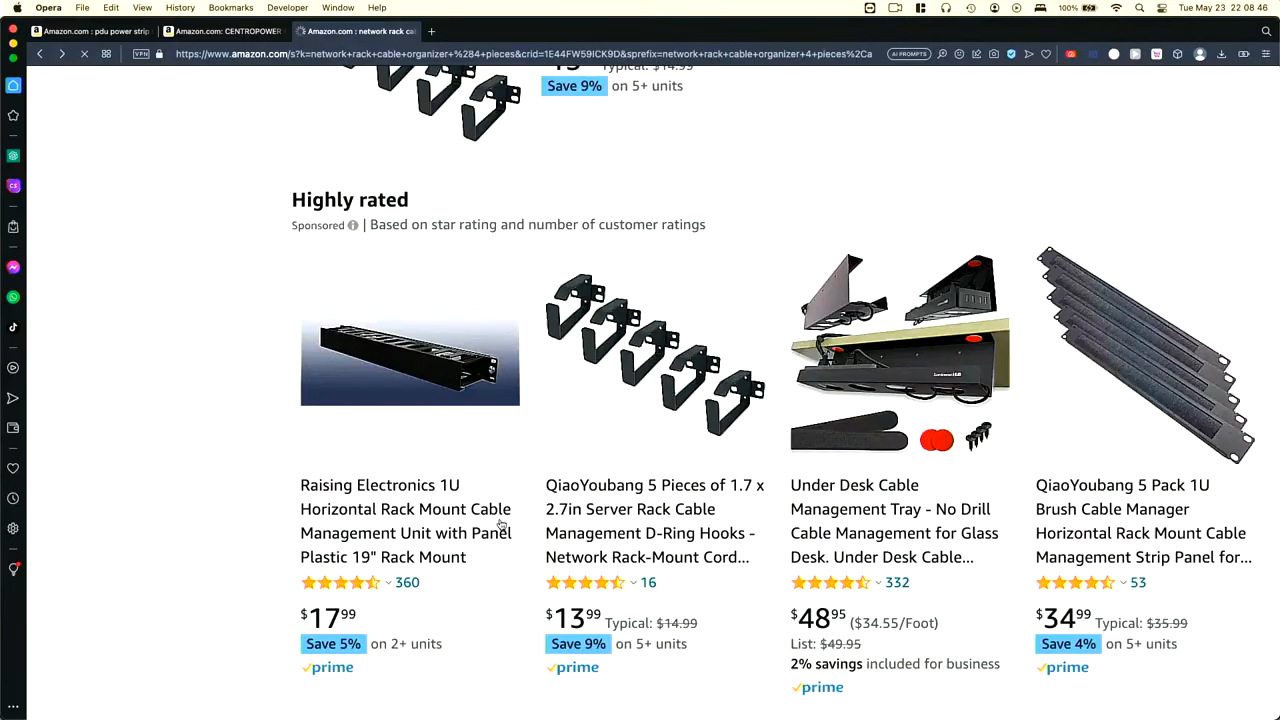 Opera File Edit View History Bookmarks Developer Window Help 100% Tue May 23 22 08 46
Amazon.com : pdu power strip Amazon.com: CENTROPOWER Amazon.com : network rack ca
VPN https://www.amazon.com/s?k=network+rack+cable+organizer+%284+pieces%crid=1E44FW59ICK9D&sprefix=network+rack+cable+organizer+4+pieces%2Ca AI PROMPTS
Typical: $14.99
Save 9% on 5+ units
Highly rated
Sponsored | Based on star rating and number of customer ratings
Raising Electronics 1U
Horizontal Rack Mount Cable
Management Unit with Panel
Plastic 19" Rack Mount
360
$17.99
Save 5% on 2+ units
prime
QiaoYoubang 5 Pieces of 1.7 x
2.7in Server Rack Cable
Management D-Ring Hooks -
Network Rack-Mount Cord...
16
$13.99 Typical: $14.99
Save 9% on 5+ units
prime
Under Desk Cable
Management Tray - No Drill
Cable Management for Glass
Desk. Under Desk Cable...
332
$48.95 ($34.55/Foot)
List: $49.95
2% savings included for business
prime
QiaoYoubang 5 Pack 1U
Brush Cable Manager
Horizontal Rack Mount Cable
Management Strip Panel for...
53
$34.99 Typical: $35.99
Save 4% on 5+ units
prime